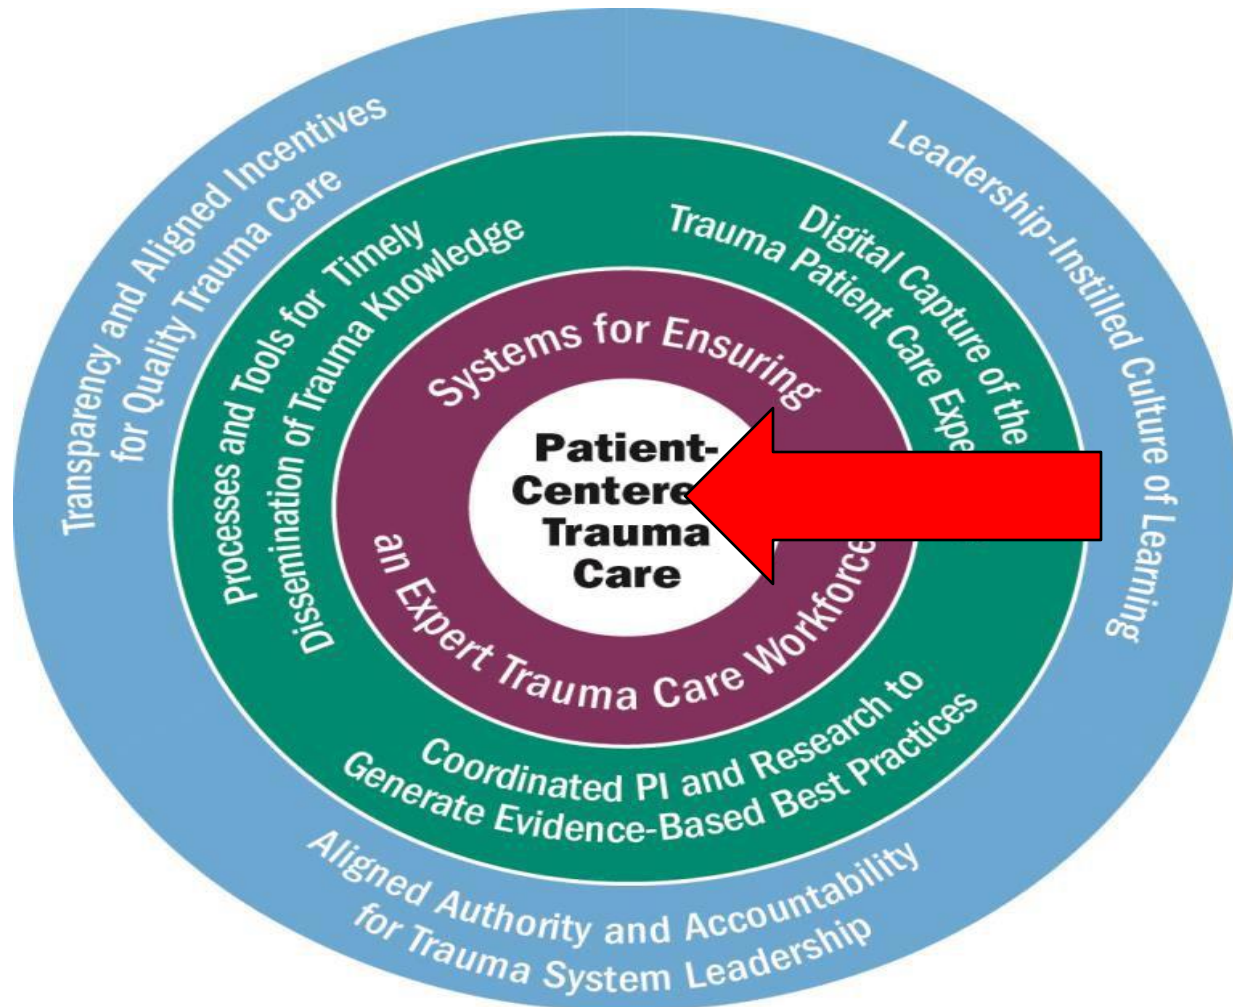 Transparency and Aligned Incentives
for Quality Trauma Care
Leadership-Instilled Culture of Learning
Aligned Authority and Accountability
for Trauma System Leadership
Processes and Tools for Timely
Dissemination of Trauma Knowledge
Digital Capture of the
Trauma Patient Care
Coordinated PI and Research to
Generate Evidence-Based Best Practices
Systems for Ensuring
an Expert Trauma Care Workforce
Patient-
Centere
Trauma
Care